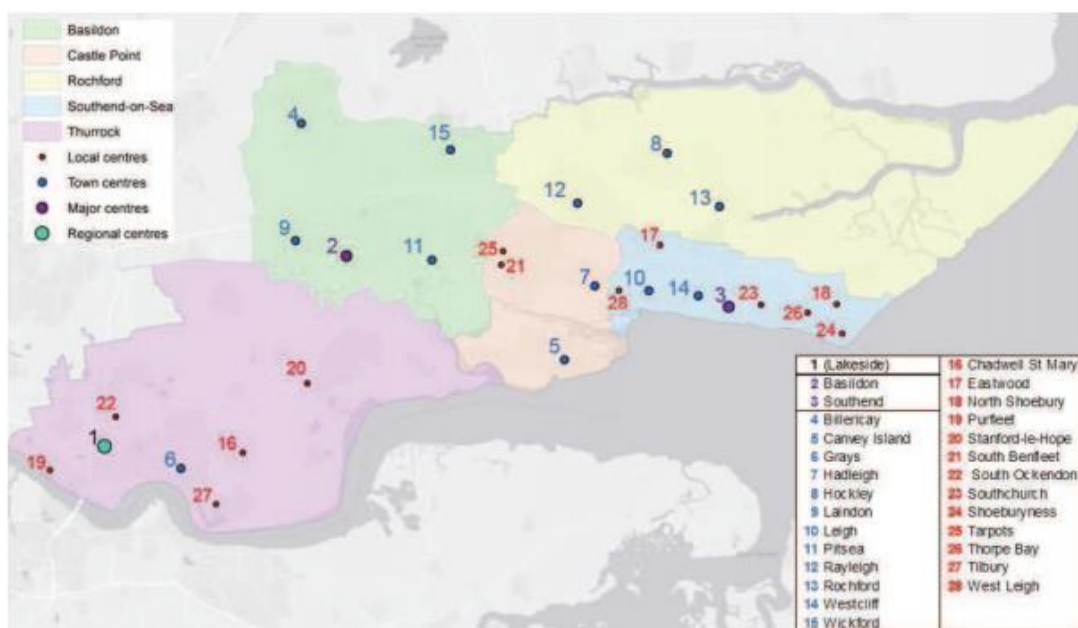 Basildon
Castle Point
Rochford
Southend-on-Sea
Thurrock
Local centres
Town centres
Major centres
Regional centres
4
15
8
12
13
9
2
11
25
21
17
7
28
10
14
3
23
18
26
24
5
20
22
1
16
19
6
27
1 (Lakeside)
2 Basildon
3 Southend
4 Billericay
5 Canvey Island
6 Grays
7 Hadleigh
8 Hockley
9 Laindon
10 Leigh
11 Pitsea
12 Rayleigh
13 Rochford
14 Westcliff
15 Wickford
16 Chadwell St Mary
17 Eastwood
18 North Shoebury
19 Purfleet
20 Stanford-le-Hope
21 South Benfleet
22 South Ockendon
23 Southchurch
24 Shoeburyness
25 Tarpots
26 Thorpe Bay
27 Tilbury
28 West Leigh